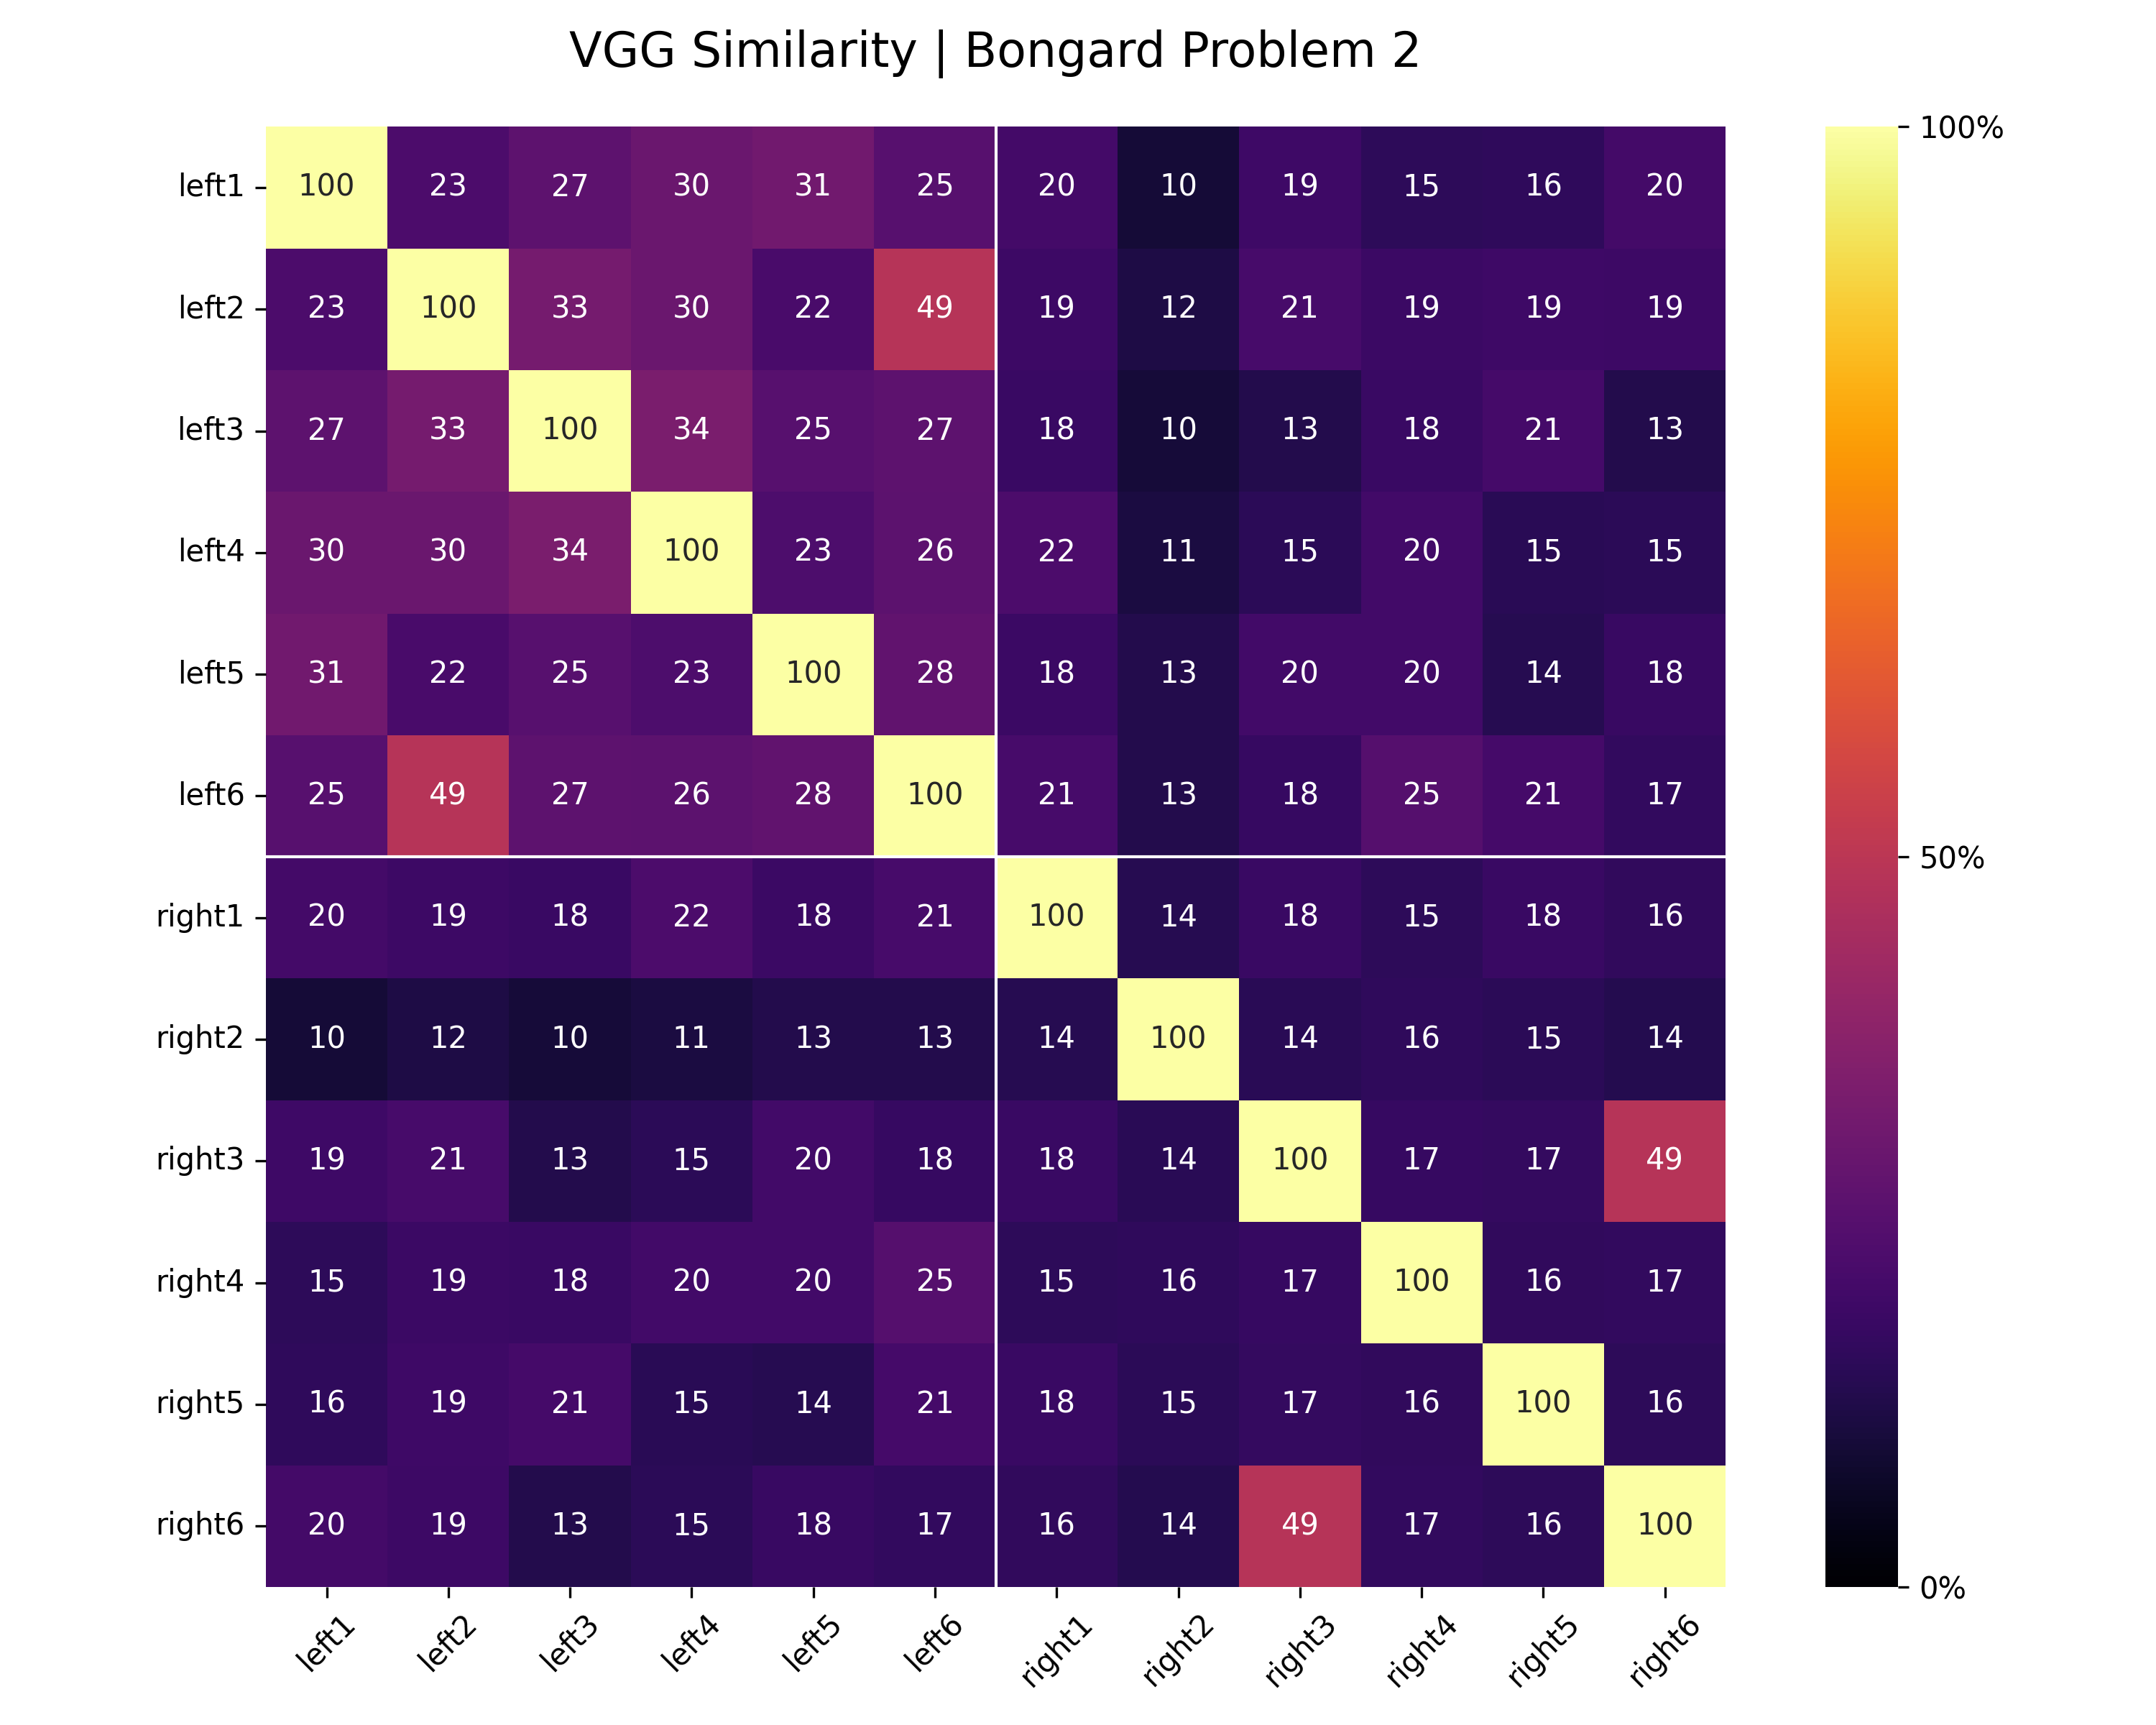 VGG Similarity | Bongard Problem 2
left1 100 23 27 30 31 25 20 10 19 15 16 20
left2 23 100 33 30 22 49 19 12 21 19 19 19
left3 27 33 100 34 25 27 18 10 13 18 21 13
left4 30 30 34 100 23 26 22 11 15 20 15 15
left5 31 22 25 23 100 28 18 13 20 20 14 18
left6 25 49 27 26 28 100 21 13 18 25 21 17
right1 20 19 18 22 18 21 100 14 18 15 18 16
right2 10 12 10 11 13 13 14 100 14 16 15 14
right3 19 21 13 15 20 18 18 14 100 17 17 49
right4 15 19 18 20 20 25 15 16 17 100 16 17
right5 16 19 21 15 14 21 18 15 17 16 100 16
right6 20 19 13 15 18 17 16 14 49 17 16 100
left1 left2 left3 left4 left5 left6 right1 right2 right3 right4 right5 right6
100%
50%
0%